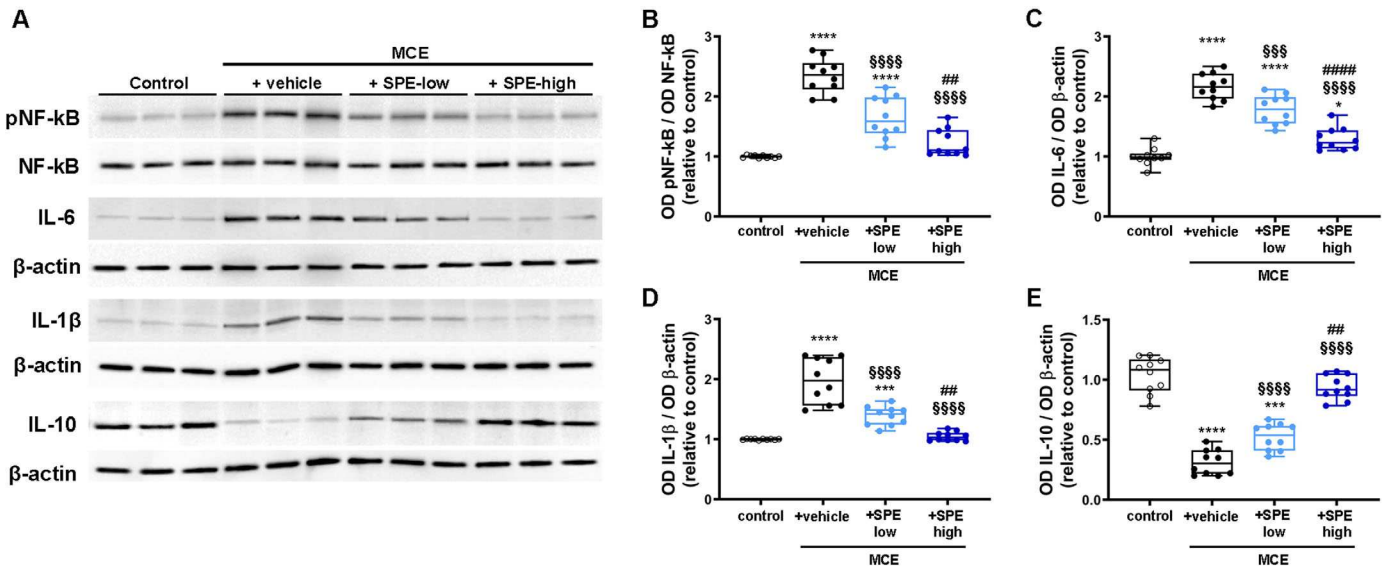 A
MCE
Control
+ vehicle
+ SPE-low
+ SPE-high
pNF-kB
NF-kB
IL-6
β-actin
IL-1β
β-actin
IL-10
β-actin
B
OD pNF-kB / OD NF-kB
(relative to control)
3
2
1
0
****
§§§§
****
##
§§§§
control
+vehicle
+SPE
low
+SPE
high
MCE
C
OD IL-6 / OD β-actin
(relative to control)
3
2
1
0
****
§§§
****
####
§§§§
*
control
+vehicle
+SPE
low
+SPE
high
MCE
D
OD IL-1β / OD β-actin
(relative to control)
3
2
1
0
****
§§§§
***
##
§§§§
control
+vehicle
+SPE
low
+SPE
high
MCE
E
OD IL-10 / OD β-actin
(relative to control)
1.5
1.0
0.5
0.0
****
§§§§
***
##
§§§§
control
+vehicle
+SPE
low
+SPE
high
MCE